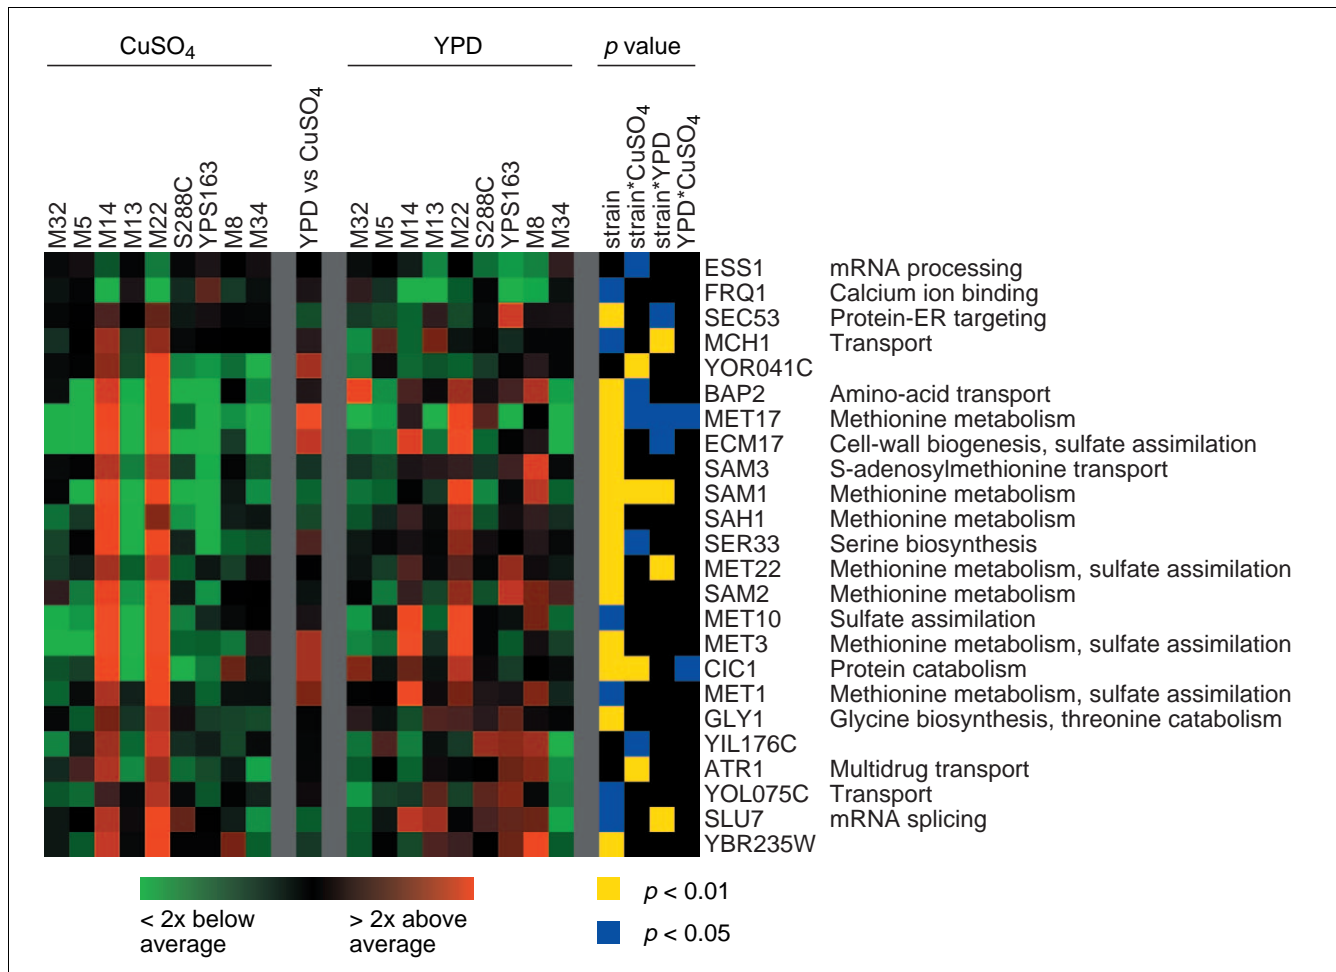 CuSO4 YPD p value
M32 M5 M14 M13 M22 S288C YPS163 M8 M34 YPD vs CuSO4 M32 M5 M14 M13 M22 S288C YPS163 M8 M34 strain strain*CuSO4 strain*YPD YPD*CuSO4
ESS1 mRNA processing
FRQ1 Calcium ion binding
SEC53 Protein-ER targeting
MCH1 Transport
YOR041C
BAP2 Amino-acid transport
MET17 Methionine metabolism
ECM17 Cell-wall biogenesis, sulfate assimilation
SAM3 S-adenosylmethionine transport
SAM1 Methionine metabolism
SAH1 Methionine metabolism
SER33 Serine biosynthesis
MET22 Methionine metabolism, sulfate assimilation
SAM2 Methionine metabolism
MET10 Sulfate assimilation
MET3 Methionine metabolism, sulfate assimilation
CIC1 Protein catabolism
MET1 Methionine metabolism, sulfate assimilation
GLY1 Glycine biosynthesis, threonine catabolism
YIL176C
ATR1 Multidrug transport
YOL075C Transport
SLU7 mRNA splicing
YBR235W
< 2x below average
> 2x above average
p < 0.01
p < 0.05